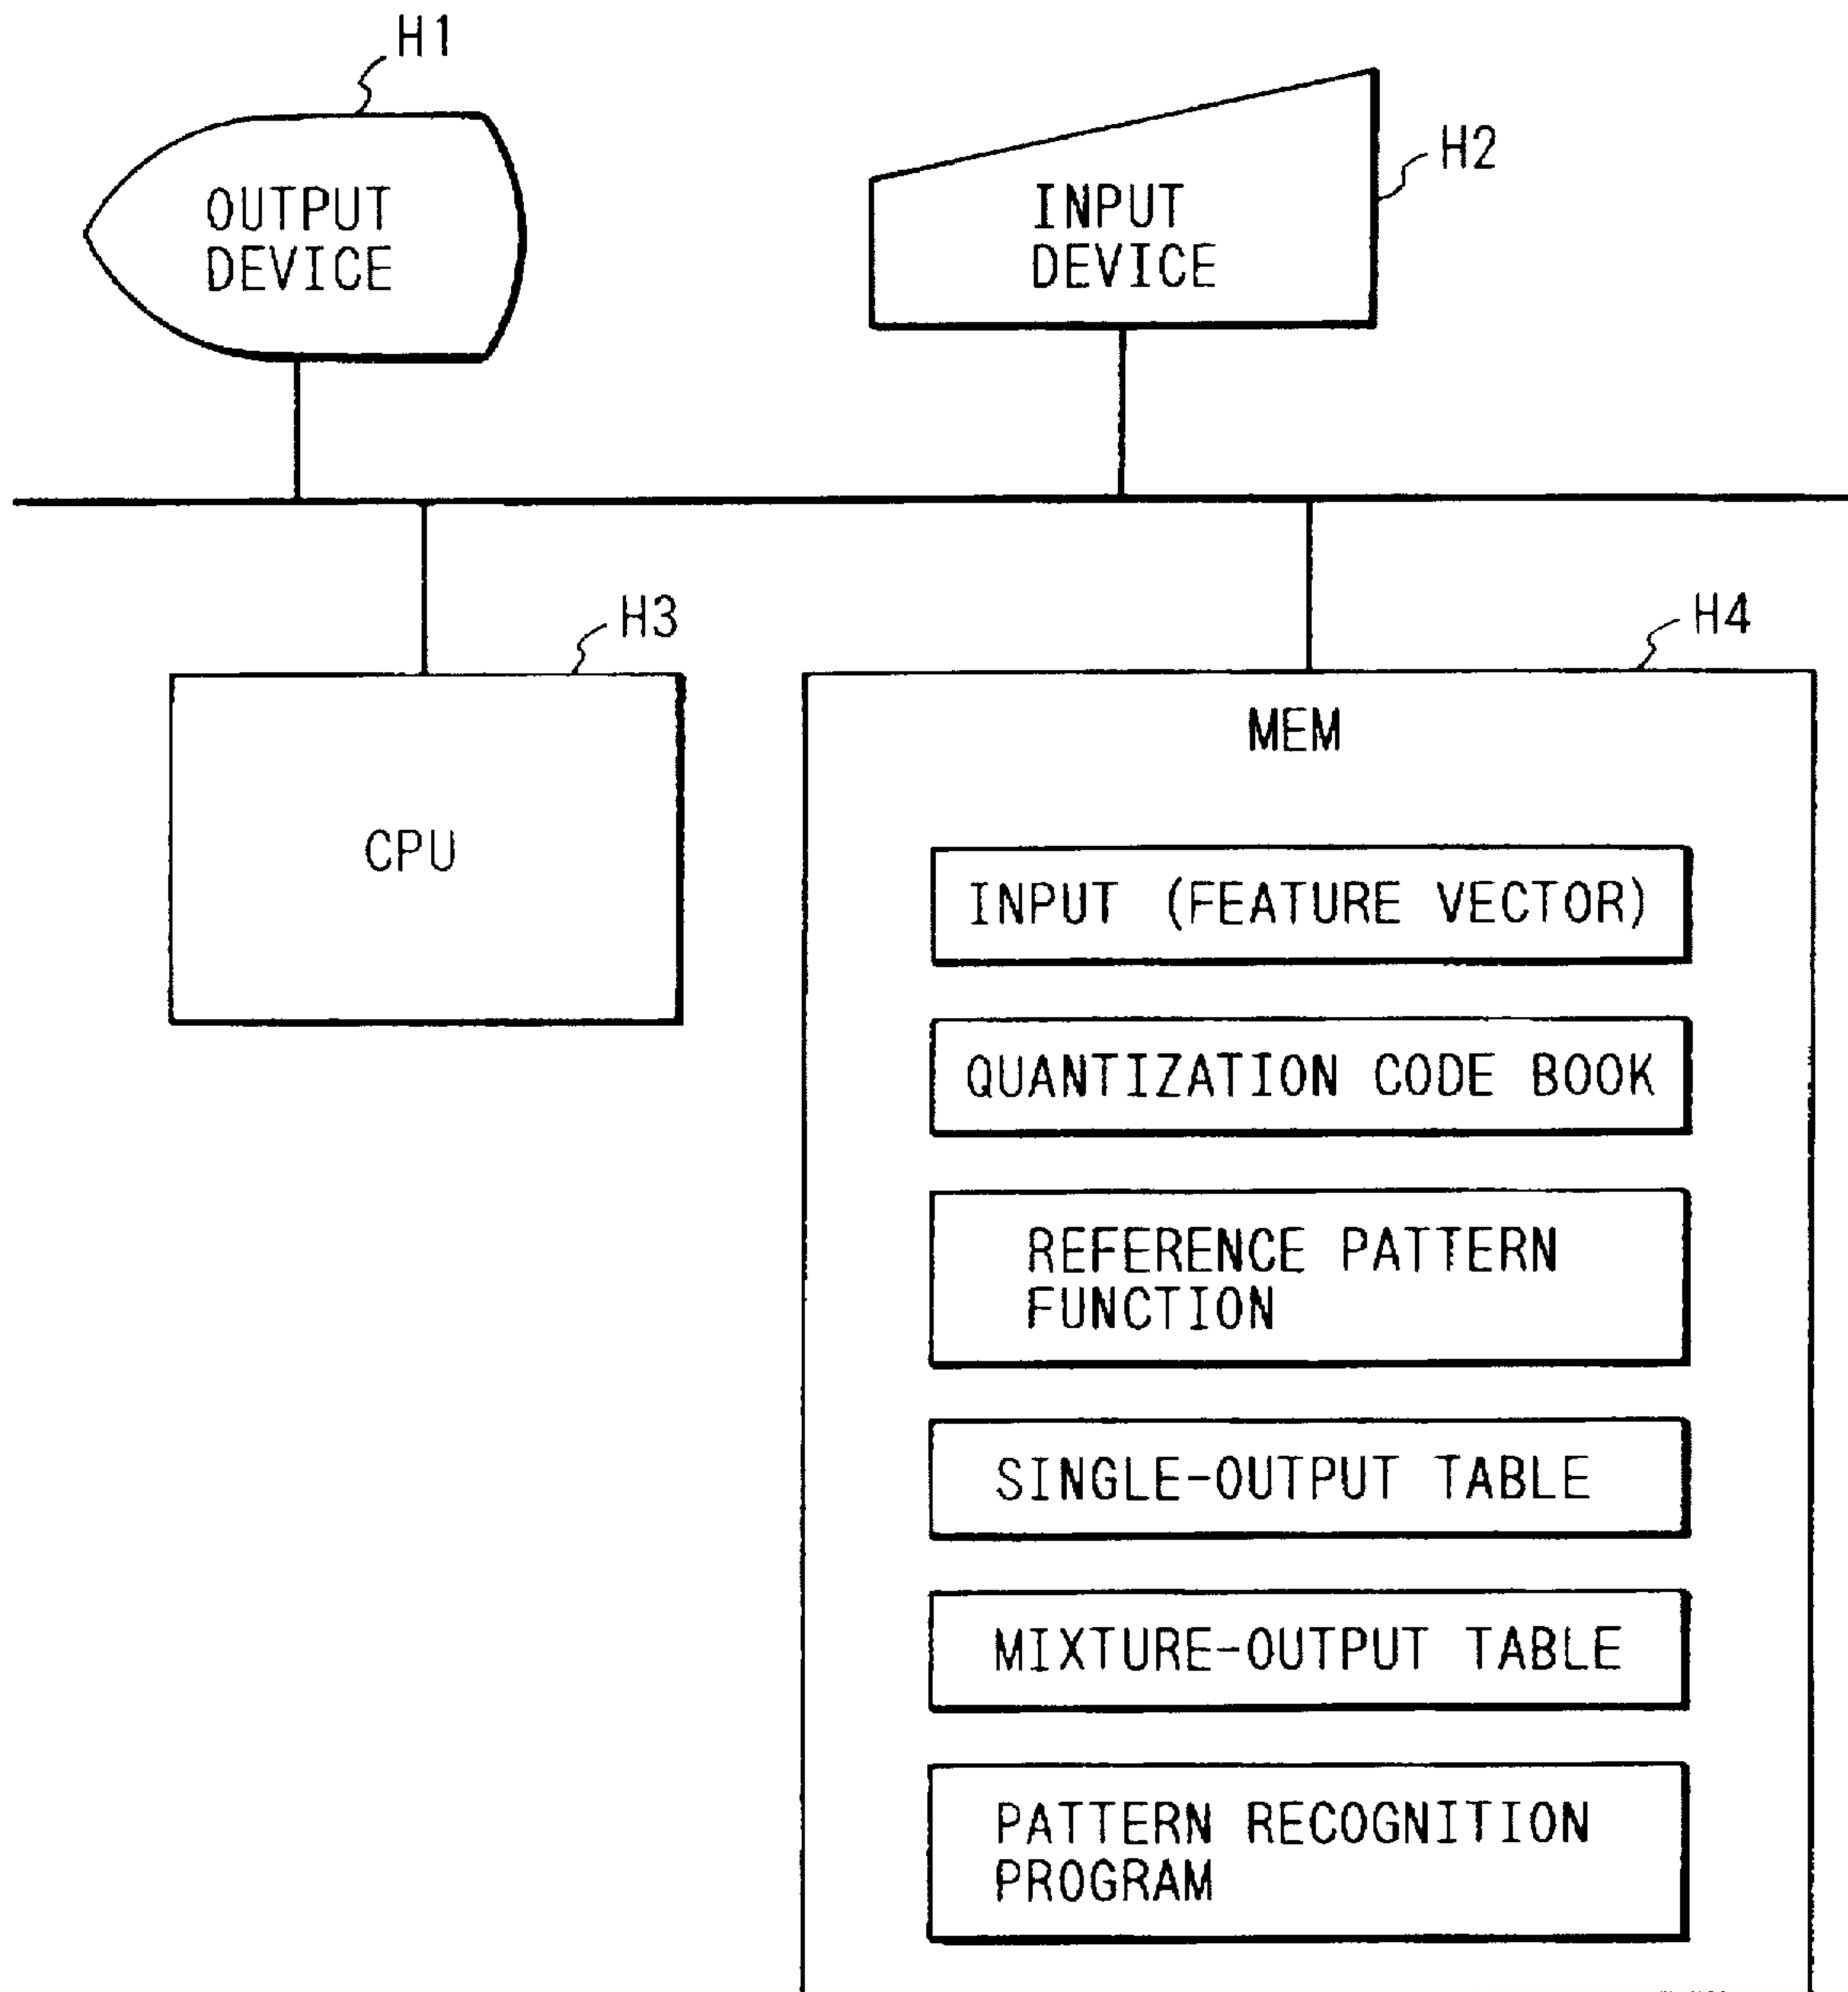 H1
OUTPUT
DEVICE
H2
INPUT
DEVICE
H3
CPU
H4
MEM
INPUT (FEATURE VECTOR)
QUANTIZATION CODE BOOK
REFERENCE PATTERN
FUNCTION
SINGLE-OUTPUT TABLE
MIXTURE-OUTPUT TABLE
PATTERN RECOGNITION
PROGRAM